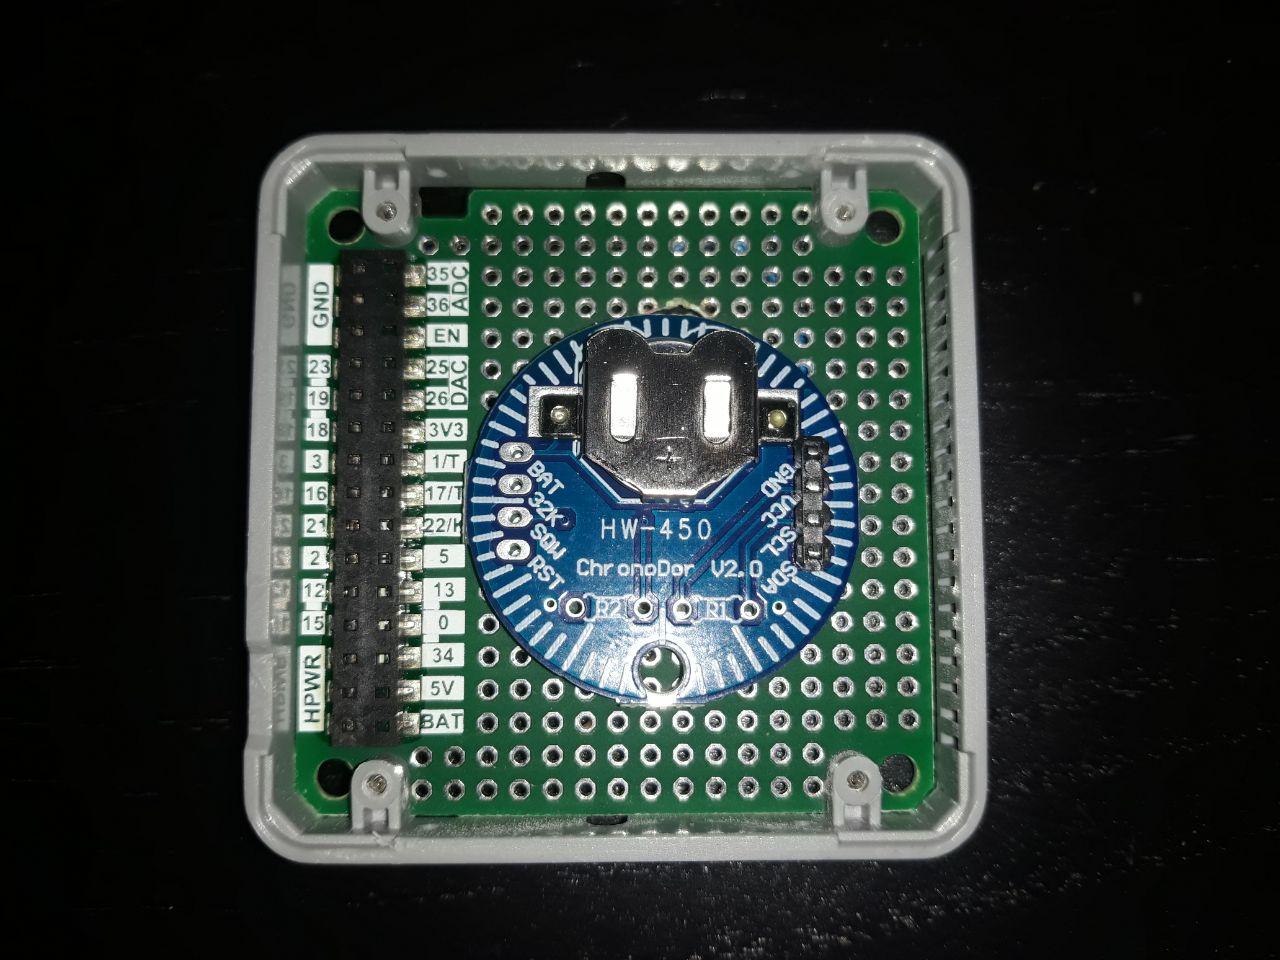 GND
35
36
ADC
EN
23
25
19
26
DAC
18
3V3
3
1/T
16
17/T
21
22/
2
5
12
13
15
0
34
HPWR
5V
BAT
BAT
32K
SQW
RST
+
GND
VCC
SCL
SDA
HW-450
ChronoDor V2.0
R2
R1